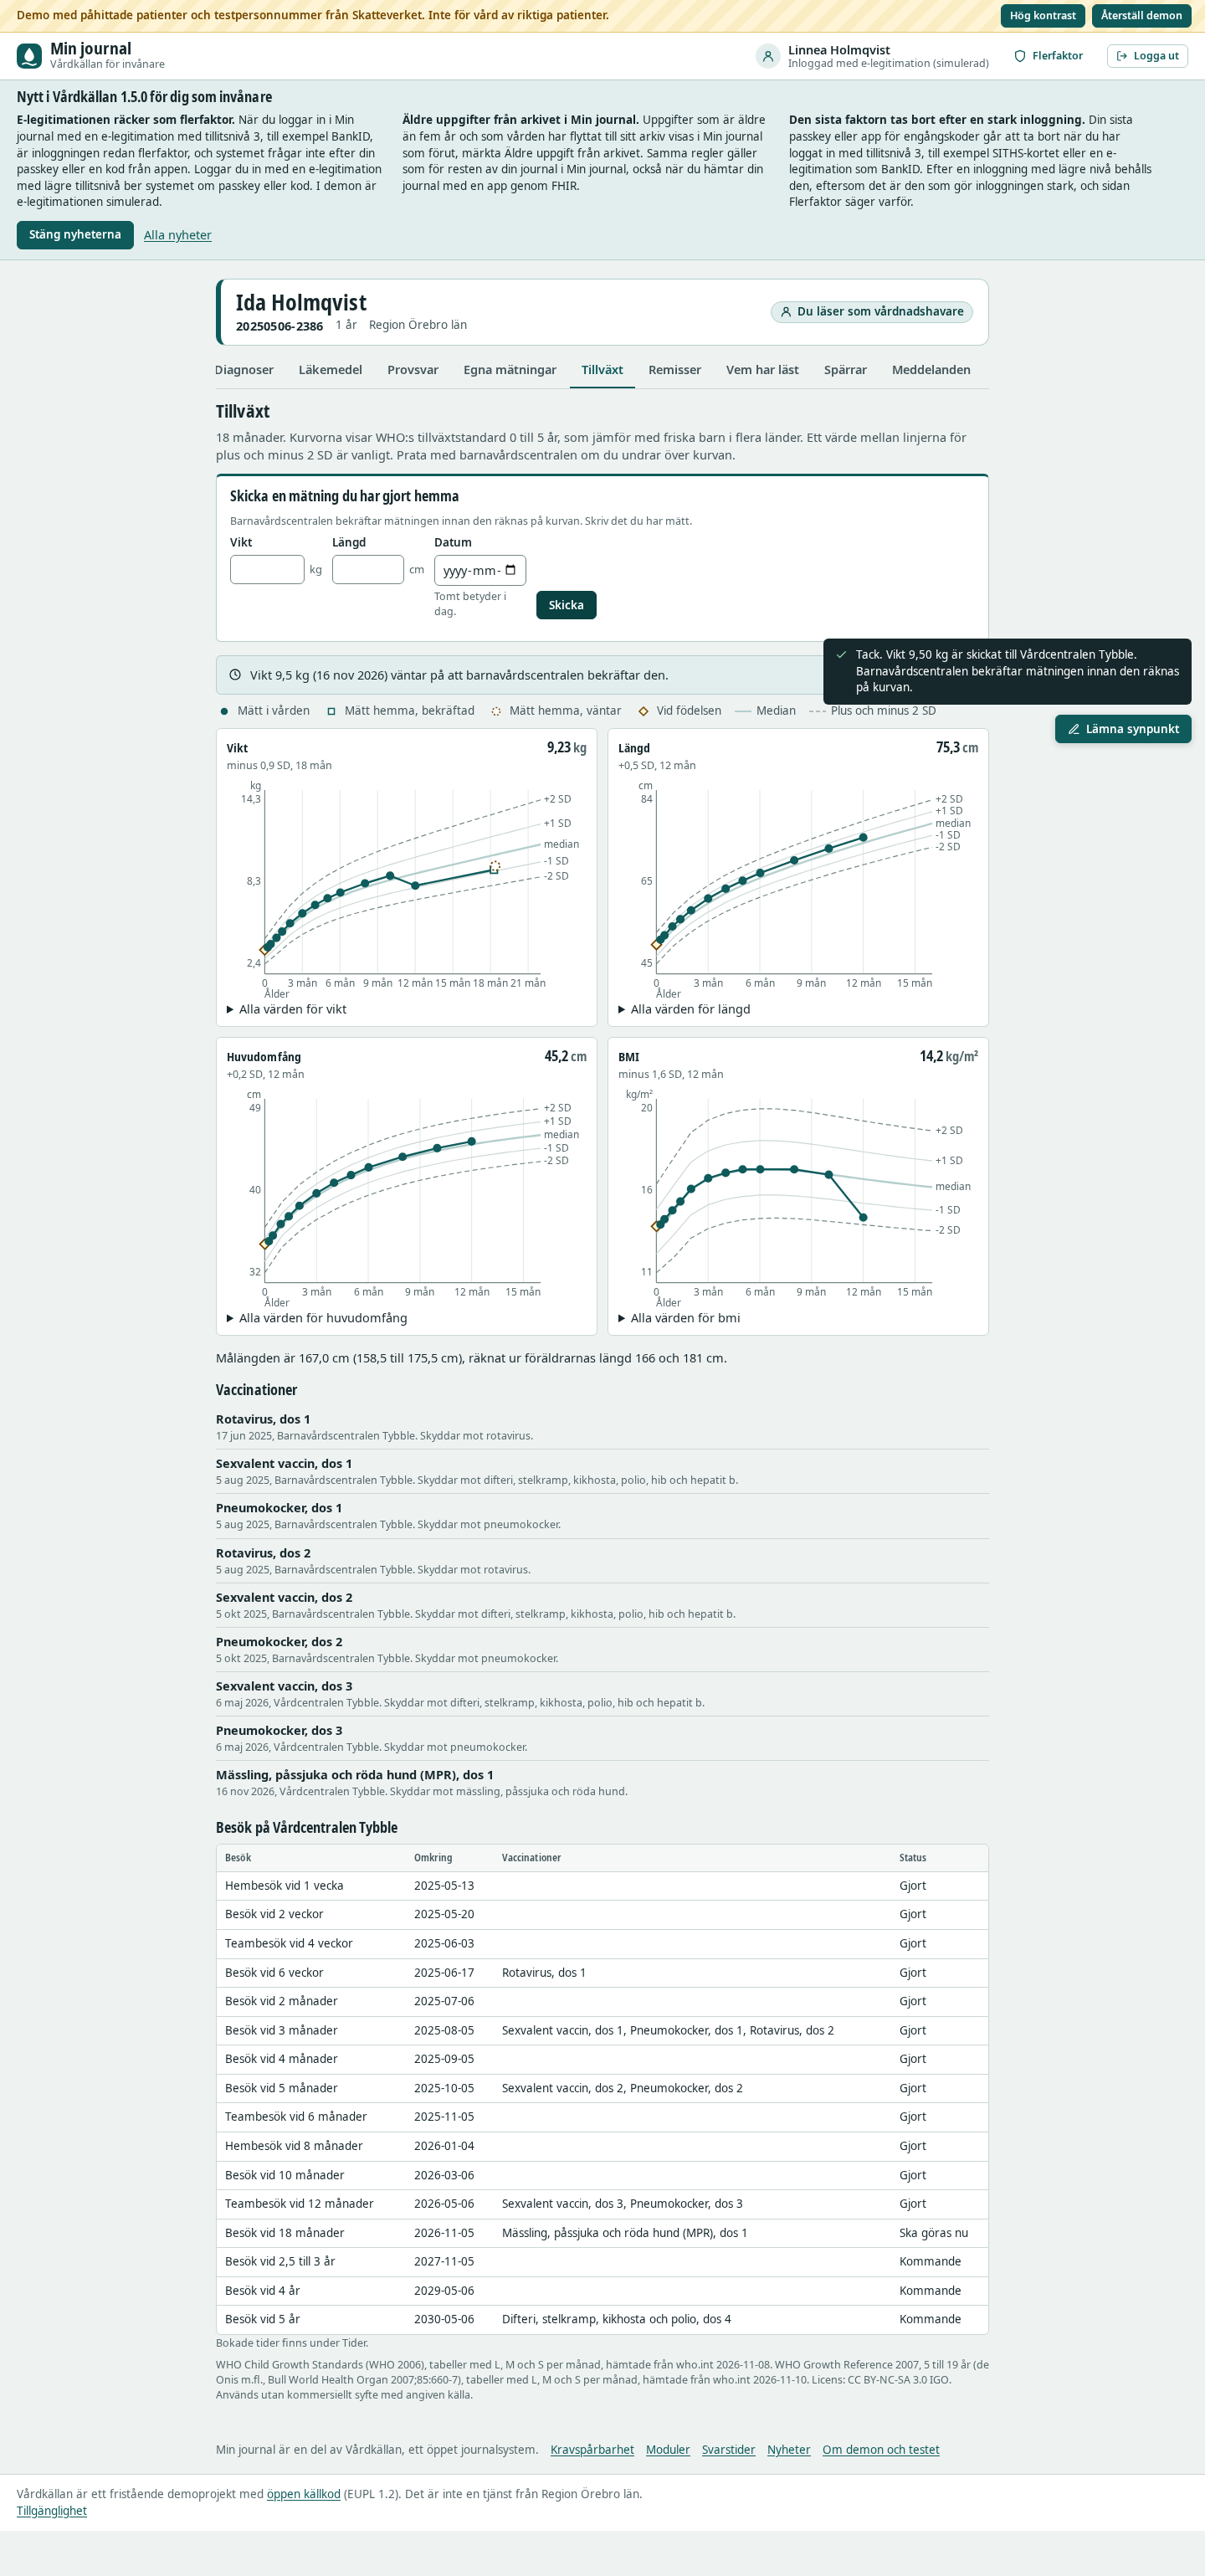 Demo med påhittade patienter och testpersonnummer från Skatteverket. Inte för vård av riktiga patienter.
Hög kontrast
Återställ demon
Min journal
Vårdkällan för invånare
Linnea Holmqvist
Inloggad med e-legitimation (simulerad)
Flerfaktor
Logga ut
Nytt i Vårdkällan 1.5.0 för dig som invånare
E-legitimationen räcker som flerfaktor. När du loggar in i Min
journal med en e-legitimation med tillitsnivå 3, till exempel BankID,
är inloggningen redan flerfaktor, och systemet frågar inte efter din
passkey eller en kod från appen. Loggar du in med en e-legitimation
med lägre tillitsnivå ber systemet om passkey eller kod. I demon är
e-legitimationen simulerad.
Äldre uppgifter från arkivet i Min journal. Uppgifter som är äldre
än fem år och som vården har flyttat till sitt arkiv visas i Min journal
som förut, märkta Äldre uppgift från arkivet. Samma regler gäller
som för resten av din journal i Min journal, också när du hämtar din
journal med en app genom FHIR.
Den sista faktorn tas bort efter en stark inloggning. Din sista
passkey eller app för engångskoder går att ta bort när du har
loggat in med tillitsnivå 3, till exempel SITHS-kortet eller en e-
legitimation som BankID. Efter en inloggning med lägre nivå behålls
den, eftersom det är den som gör inloggningen stark, och sidan
Flerfaktor säger varför.
Stäng nyheterna
Alla nyheter
Ida Holmqvist
20250506-2386 1 år Region Örebro län
Du läser som vårdnadshavare
Diagnoser Läkemedel Provsvar Egna mätningar Tillväxt Remisser Vem har läst Spärrar Meddelanden
Tillväxt
18 månader. Kurvorna visar WHO:s tillväxtstandard 0 till 5 år, som jämför med friska barn i flera länder. Ett värde mellan linjerna för
plus och minus 2 SD är vanligt. Prata med barnavårdscentralen om du undrar över kurvan.
Skicka en mätning du har gjort hemma
Barnavårdscentralen bekräftar mätningen innan den räknas på kurvan. Skriv det du har mätt.
Vikt Längd Datum
kg cm yyyy-mm-
Tomt betyder i
dag.
Skicka
Tack. Vikt 9,50 kg är skickat till Vårdcentralen Tybble.
Barnavårdscentralen bekräftar mätningen innan den räknas
på kurvan.
Vikt 9,5 kg (16 nov 2026) väntar på att barnavårdscentralen bekräftar den.
Mätt i vården Mätt hemma, bekräftad Mätt hemma, väntar Vid födelsen Median Plus och minus 2 SD
Lämna synpunkt
Vikt 9,23 kg
minus 0,9 SD, 18 mån
kg
14,3
8,3
2,4
+2 SD
+1 SD
median
-1 SD
-2 SD
0 3 mån 6 mån 9 mån 12 mån 15 mån 18 mån 21 mån
Ålder
Alla värden för vikt
Längd 75,3 cm
+0,5 SD, 12 mån
cm
84
65
45
+2 SD
+1 SD
median
-1 SD
-2 SD
0 3 mån 6 mån 9 mån 12 mån 15 mån
Ålder
Alla värden för längd
Huvudomfång 45,2 cm
+0,2 SD, 12 mån
cm
49
40
32
+2 SD
+1 SD
median
-1 SD
-2 SD
0 3 mån 6 mån 9 mån 12 mån 15 mån
Ålder
Alla värden för huvudomfång
BMI 14,2 kg/m²
minus 1,6 SD, 12 mån
kg/m²
20
16
11
+2 SD
+1 SD
median
-1 SD
-2 SD
0 3 mån 6 mån 9 mån 12 mån 15 mån
Ålder
Alla värden för bmi
Målängden är 167,0 cm (158,5 till 175,5 cm), räknat ur föräldrarnas längd 166 och 181 cm.
Vaccinationer
Rotavirus, dos 1
17 jun 2025, Barnavårdscentralen Tybble. Skyddar mot rotavirus.
Sexvalent vaccin, dos 1
5 aug 2025, Barnavårdscentralen Tybble. Skyddar mot difteri, stelkramp, kikhosta, polio, hib och hepatit b.
Pneumokocker, dos 1
5 aug 2025, Barnavårdscentralen Tybble. Skyddar mot pneumokocker.
Rotavirus, dos 2
5 aug 2025, Barnavårdscentralen Tybble. Skyddar mot rotavirus.
Sexvalent vaccin, dos 2
5 okt 2025, Barnavårdscentralen Tybble. Skyddar mot difteri, stelkramp, kikhosta, polio, hib och hepatit b.
Pneumokocker, dos 2
5 okt 2025, Barnavårdscentralen Tybble. Skyddar mot pneumokocker.
Sexvalent vaccin, dos 3
6 maj 2026, Vårdcentralen Tybble. Skyddar mot difteri, stelkramp, kikhosta, polio, hib och hepatit b.
Pneumokocker, dos 3
6 maj 2026, Vårdcentralen Tybble. Skyddar mot pneumokocker.
Mässling, påssjuka och röda hund (MPR), dos 1
16 nov 2026, Vårdcentralen Tybble. Skyddar mot mässling, påssjuka och röda hund.
Besök på Vårdcentralen Tybble
Besök Omkring Vaccinationer Status
Hembesök vid 1 vecka 2025-05-13 Gjort
Besök vid 2 veckor 2025-05-20 Gjort
Teambesök vid 4 veckor 2025-06-03 Gjort
Besök vid 6 veckor 2025-06-17 Rotavirus, dos 1 Gjort
Besök vid 2 månader 2025-07-06 Gjort
Besök vid 3 månader 2025-08-05 Sexvalent vaccin, dos 1, Pneumokocker, dos 1, Rotavirus, dos 2 Gjort
Besök vid 4 månader 2025-09-05 Gjort
Besök vid 5 månader 2025-10-05 Sexvalent vaccin, dos 2, Pneumokocker, dos 2 Gjort
Teambesök vid 6 månader 2025-11-05 Gjort
Hembesök vid 8 månader 2026-01-04 Gjort
Besök vid 10 månader 2026-03-06 Gjort
Teambesök vid 12 månader 2026-05-06 Sexvalent vaccin, dos 3, Pneumokocker, dos 3 Gjort
Besök vid 18 månader 2026-11-05 Mässling, påssjuka och röda hund (MPR), dos 1 Ska göras nu
Besök vid 2,5 till 3 år 2027-11-05 Kommande
Besök vid 4 år 2029-05-06 Kommande
Besök vid 5 år 2030-05-06 Difteri, stelkramp, kikhosta och polio, dos 4 Kommande
Bokade tider finns under Tider.
WHO Child Growth Standards (WHO 2006), tabeller med L, M och S per månad, hämtade från who.int 2026-11-08. WHO Growth Reference 2007, 5 till 19 år (de
Onis m.fl., Bull World Health Organ 2007;85:660-7), tabeller med L, M och S per månad, hämtade från who.int 2026-11-10. Licens: CC BY-NC-SA 3.0 IGO.
Används utan kommersiellt syfte med angiven källa.
Min journal är en del av Vårdkällan, ett öppet journalsystem. Kravspårbarhet Moduler Svarstider Nyheter Om demon och testet
Vårdkällan är ett fristående demoprojekt med öppen källkod (EUPL 1.2). Det är inte en tjänst från Region Örebro län.
Tillgänglighet